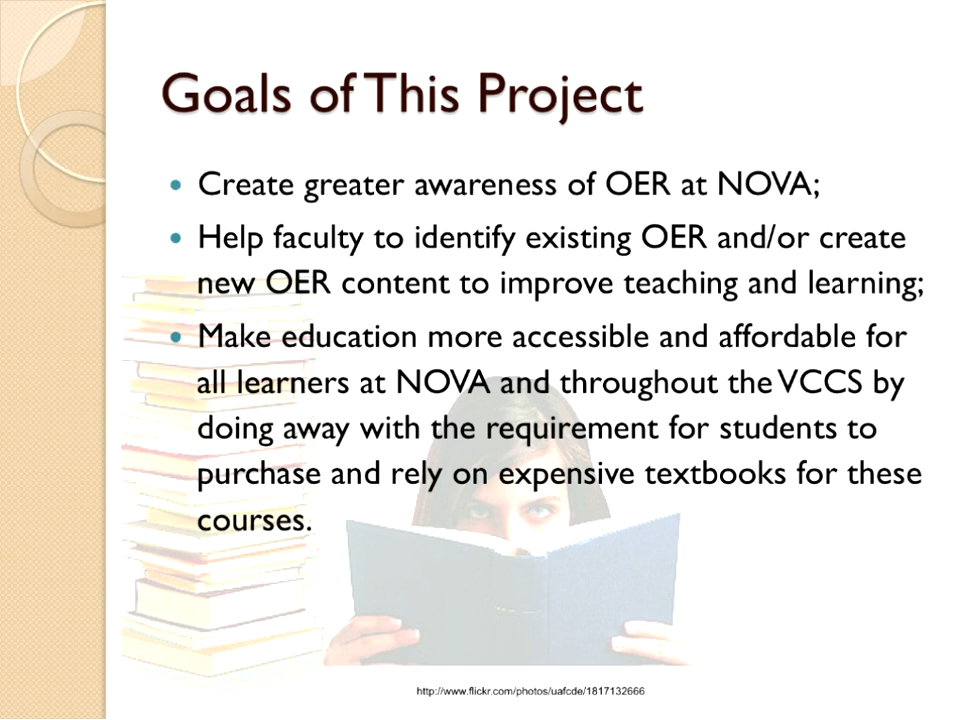 Goals of This Project
• Create greater awareness of OER at NOVA;
• Help faculty to identify existing OER and/or create
new OER content to improve teaching and learning;
• Make education more accessible and affordable for
all learners at NOVA and throughout the VCCS by
doing away with the requirement for students to
purchase and rely on expensive textbooks for these
courses.
http://www.flickr.com/photos/uafcde/1817132666